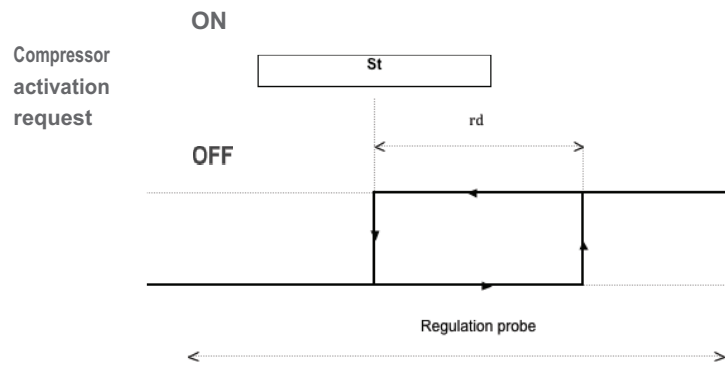 ON
Compressor
activation
request
St
rd
OFF
Regulation probe